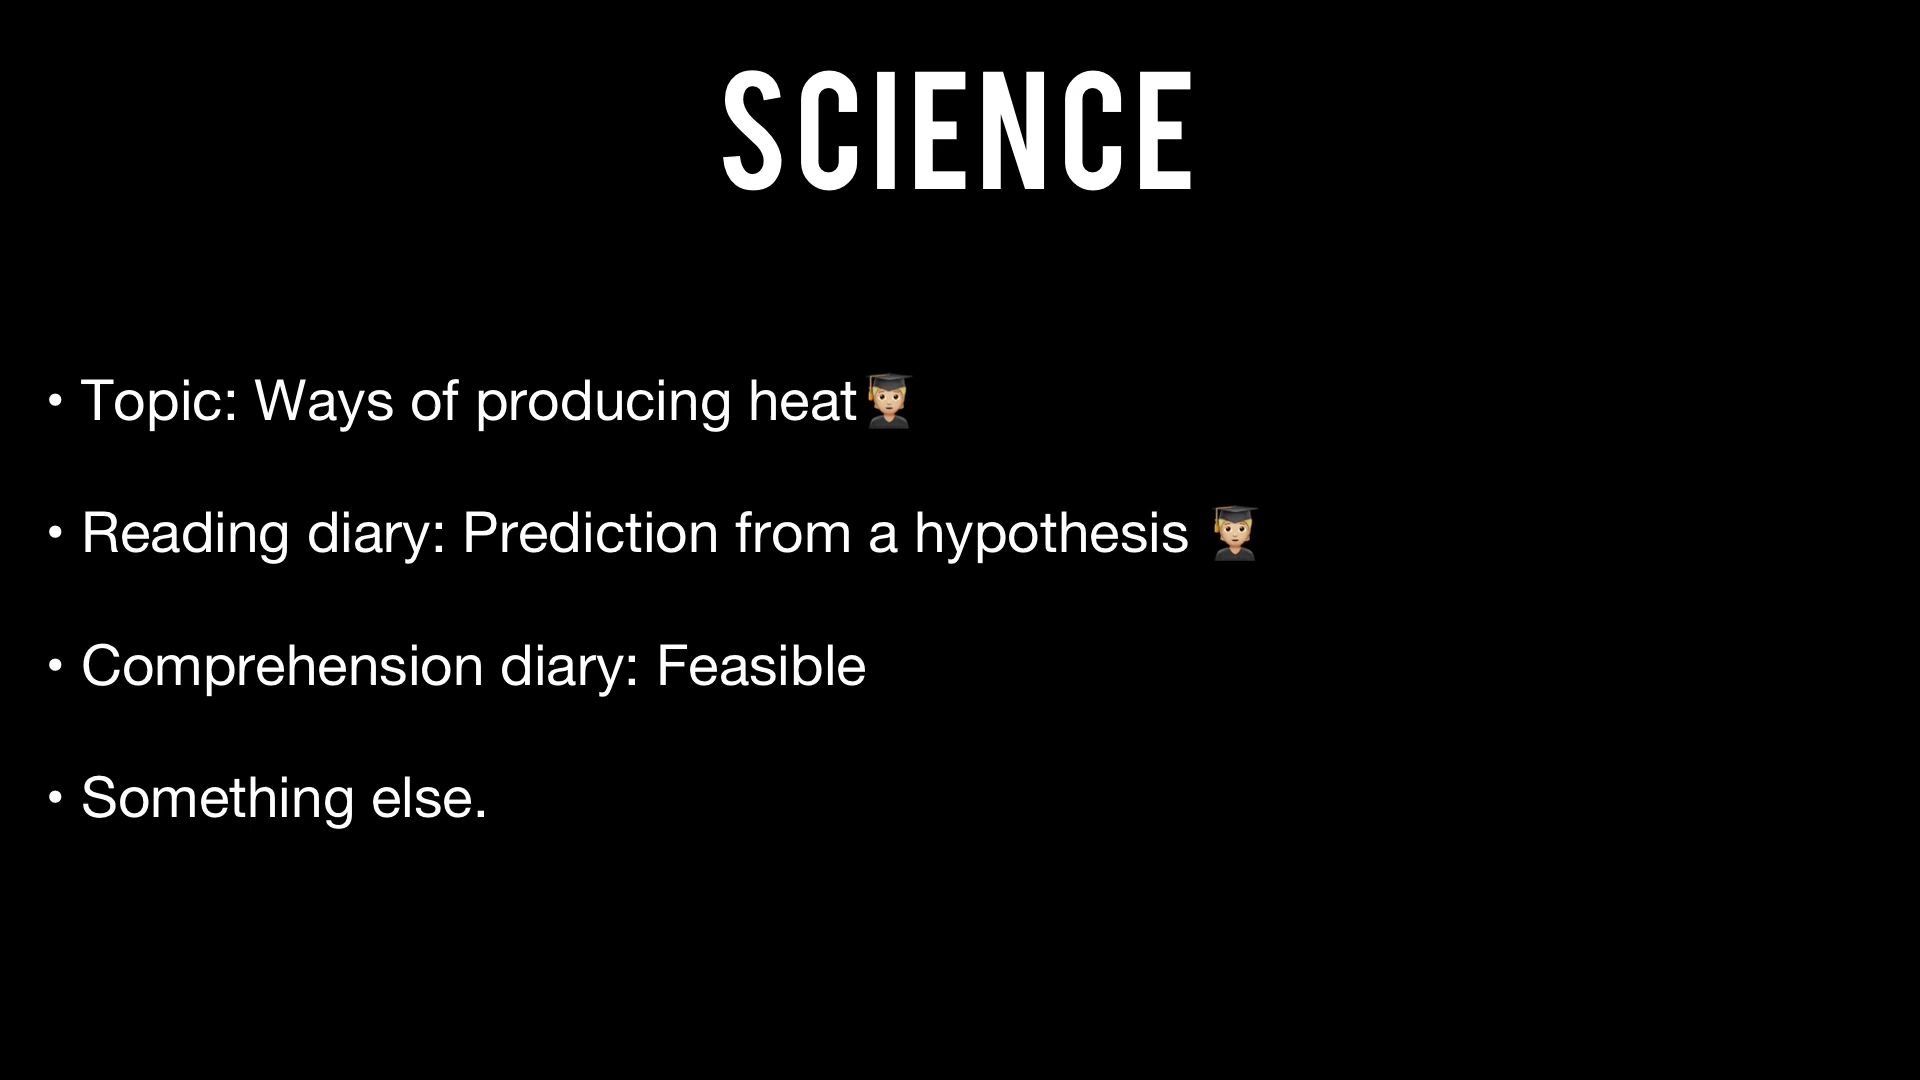 SCIENCE
• Topic: Ways of producing heat🧑🏼‍🎓
• Reading diary: Prediction from a hypothesis 🧑🏼‍🎓
• Comprehension diary: Feasible
• Something else.